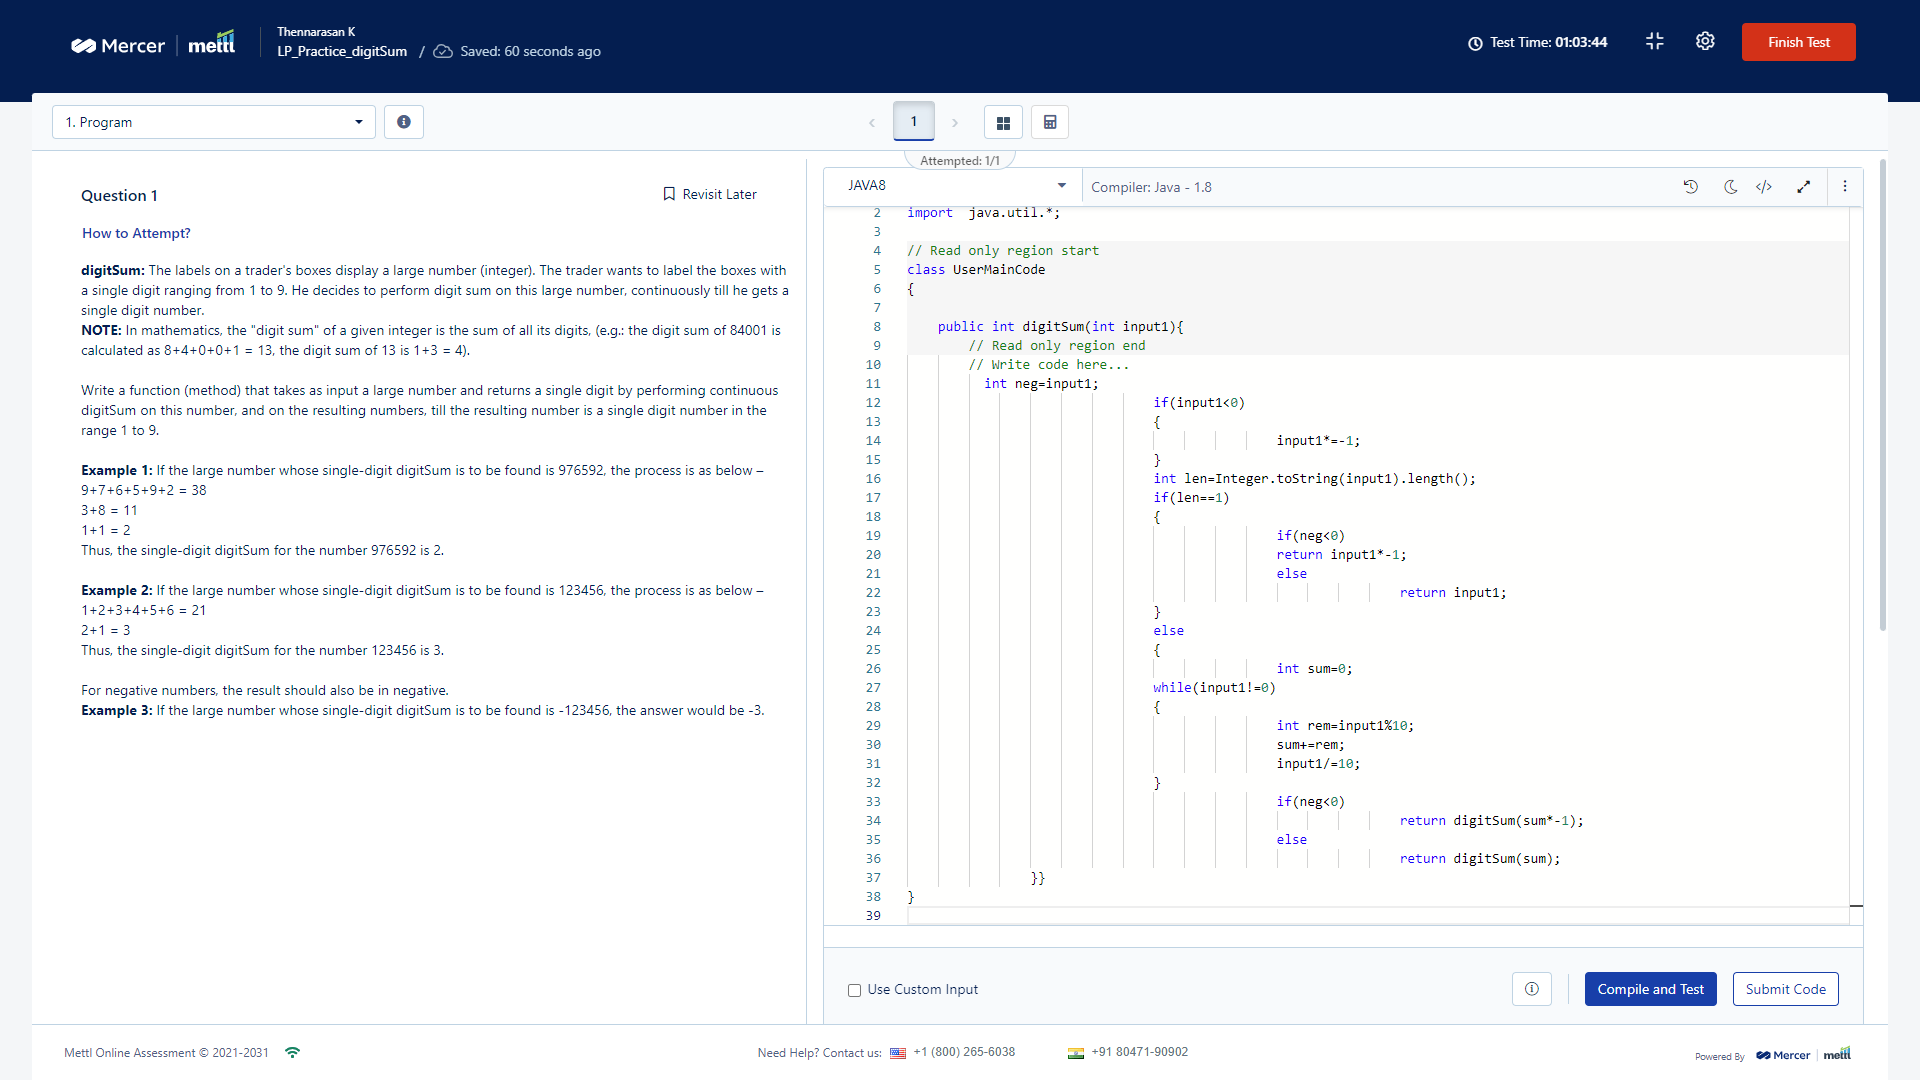 Mercer | mettl
Thennarasan K
LP_Practice_digitSum / Saved: 60 seconds ago
Test Time: 01:03:44
Finish Test
1. Program
1
Attempted: 1/1
Question 1
Revisit Later
How to Attempt?
digitSum: The labels on a trader's boxes display a large number (integer). The trader wants to label the boxes with
a single digit ranging from 1 to 9. He decides to perform digit sum on this large number, continuously till he gets a
single digit number.
NOTE: In mathematics, the "digit sum" of a given integer is the sum of all its digits, (e.g.: the digit sum of 84001 is
calculated as 8+4+0+0+1 = 13, the digit sum of 13 is 1+3 = 4).
Write a function (method) that takes as input a large number and returns a single digit by performing continuous
digitSum on this number, and on the resulting numbers, till the resulting number is a single digit number in the
range 1 to 9.
Example 1: If the large number whose single-digit digitSum is to be found is 976592, the process is as below –
9+7+6+5+9+2 = 38
3+8 = 11
1+1 = 2
Thus, the single-digit digitSum for the number 976592 is 2.
Example 2: If the large number whose single-digit digitSum is to be found is 123456, the process is as below –
1+2+3+4+5+6 = 21
2+1 = 3
Thus, the single-digit digitSum for the number 123456 is 3.
For negative numbers, the result should also be in negative.
Example 3: If the large number whose single-digit digitSum is to be found is -123456, the answer would be -3.
JAVA8
Compiler: Java - 1.8
2 import  java.util.*;
3
4 // Read only region start
5 class UserMainCode
6 {
7
8 public int digitSum(int input1){
9 // Read only region end
10 // Write code here...
11 int neg=input1;
12 if(input1<0)
13 {
14 input1*=-1;
15 }
16 int len=Integer.toString(input1).length();
17 if(len==1)
18 {
19 if(neg<0)
20 return input1*-1;
21 else
22 return input1;
23 }
24 else
25 {
26 int sum=0;
27 while(input1!=0)
28 {
29 int rem=input1%10;
30 sum+=rem;
31 input1/=10;
32 }
33 if(neg<0)
34 return digitSum(sum*-1);
35 else
36 return digitSum(sum);
37 }}
38 }
39
Use Custom Input
Compile and Test
Submit Code
Mettl Online Assessment © 2021-2031
Need Help? Contact us: +1 (800) 265-6038
+91 80471-90902
Powered By Mercer | mettl